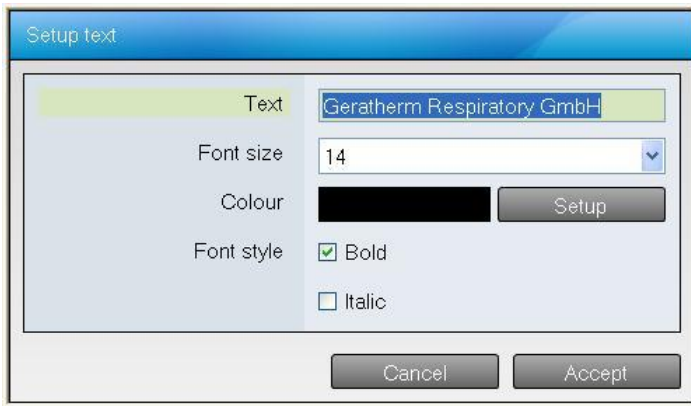 Setup text
Text Geratherm Respiratory GmbH
Font size 14
Colour Setup
Font style Bold
Italic
Cancel Accept